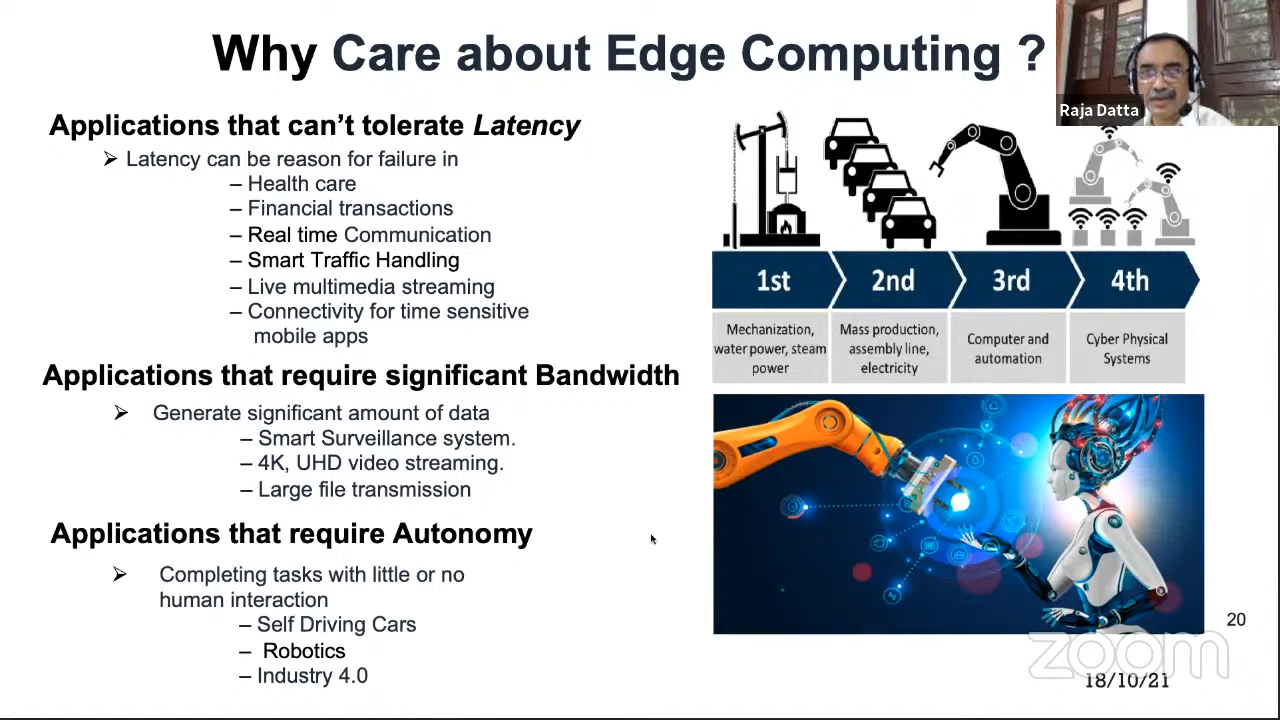 Why Care about Edge Computing ?
Raja Datta
Applications that can’t tolerate Latency
➢ Latency can be reason for failure in
– Health care
– Financial transactions
– Real time Communication
– Smart Traffic Handling
– Live multimedia streaming
– Connectivity for time sensitive
mobile apps
Applications that require significant Bandwidth
➢ Generate significant amount of data
– Smart Surveillance system.
– 4K, UHD video streaming.
– Large file transmission
Applications that require Autonomy
➢ Completing tasks with little or no
human interaction
– Self Driving Cars
– Robotics
– Industry 4.0
1st
2nd
3rd
4th
Mechanization,
water power, steam
power
Mass production,
assembly line,
electricity
Computer and
automation
Cyber Physical
Systems
20
zoom
18/10/21